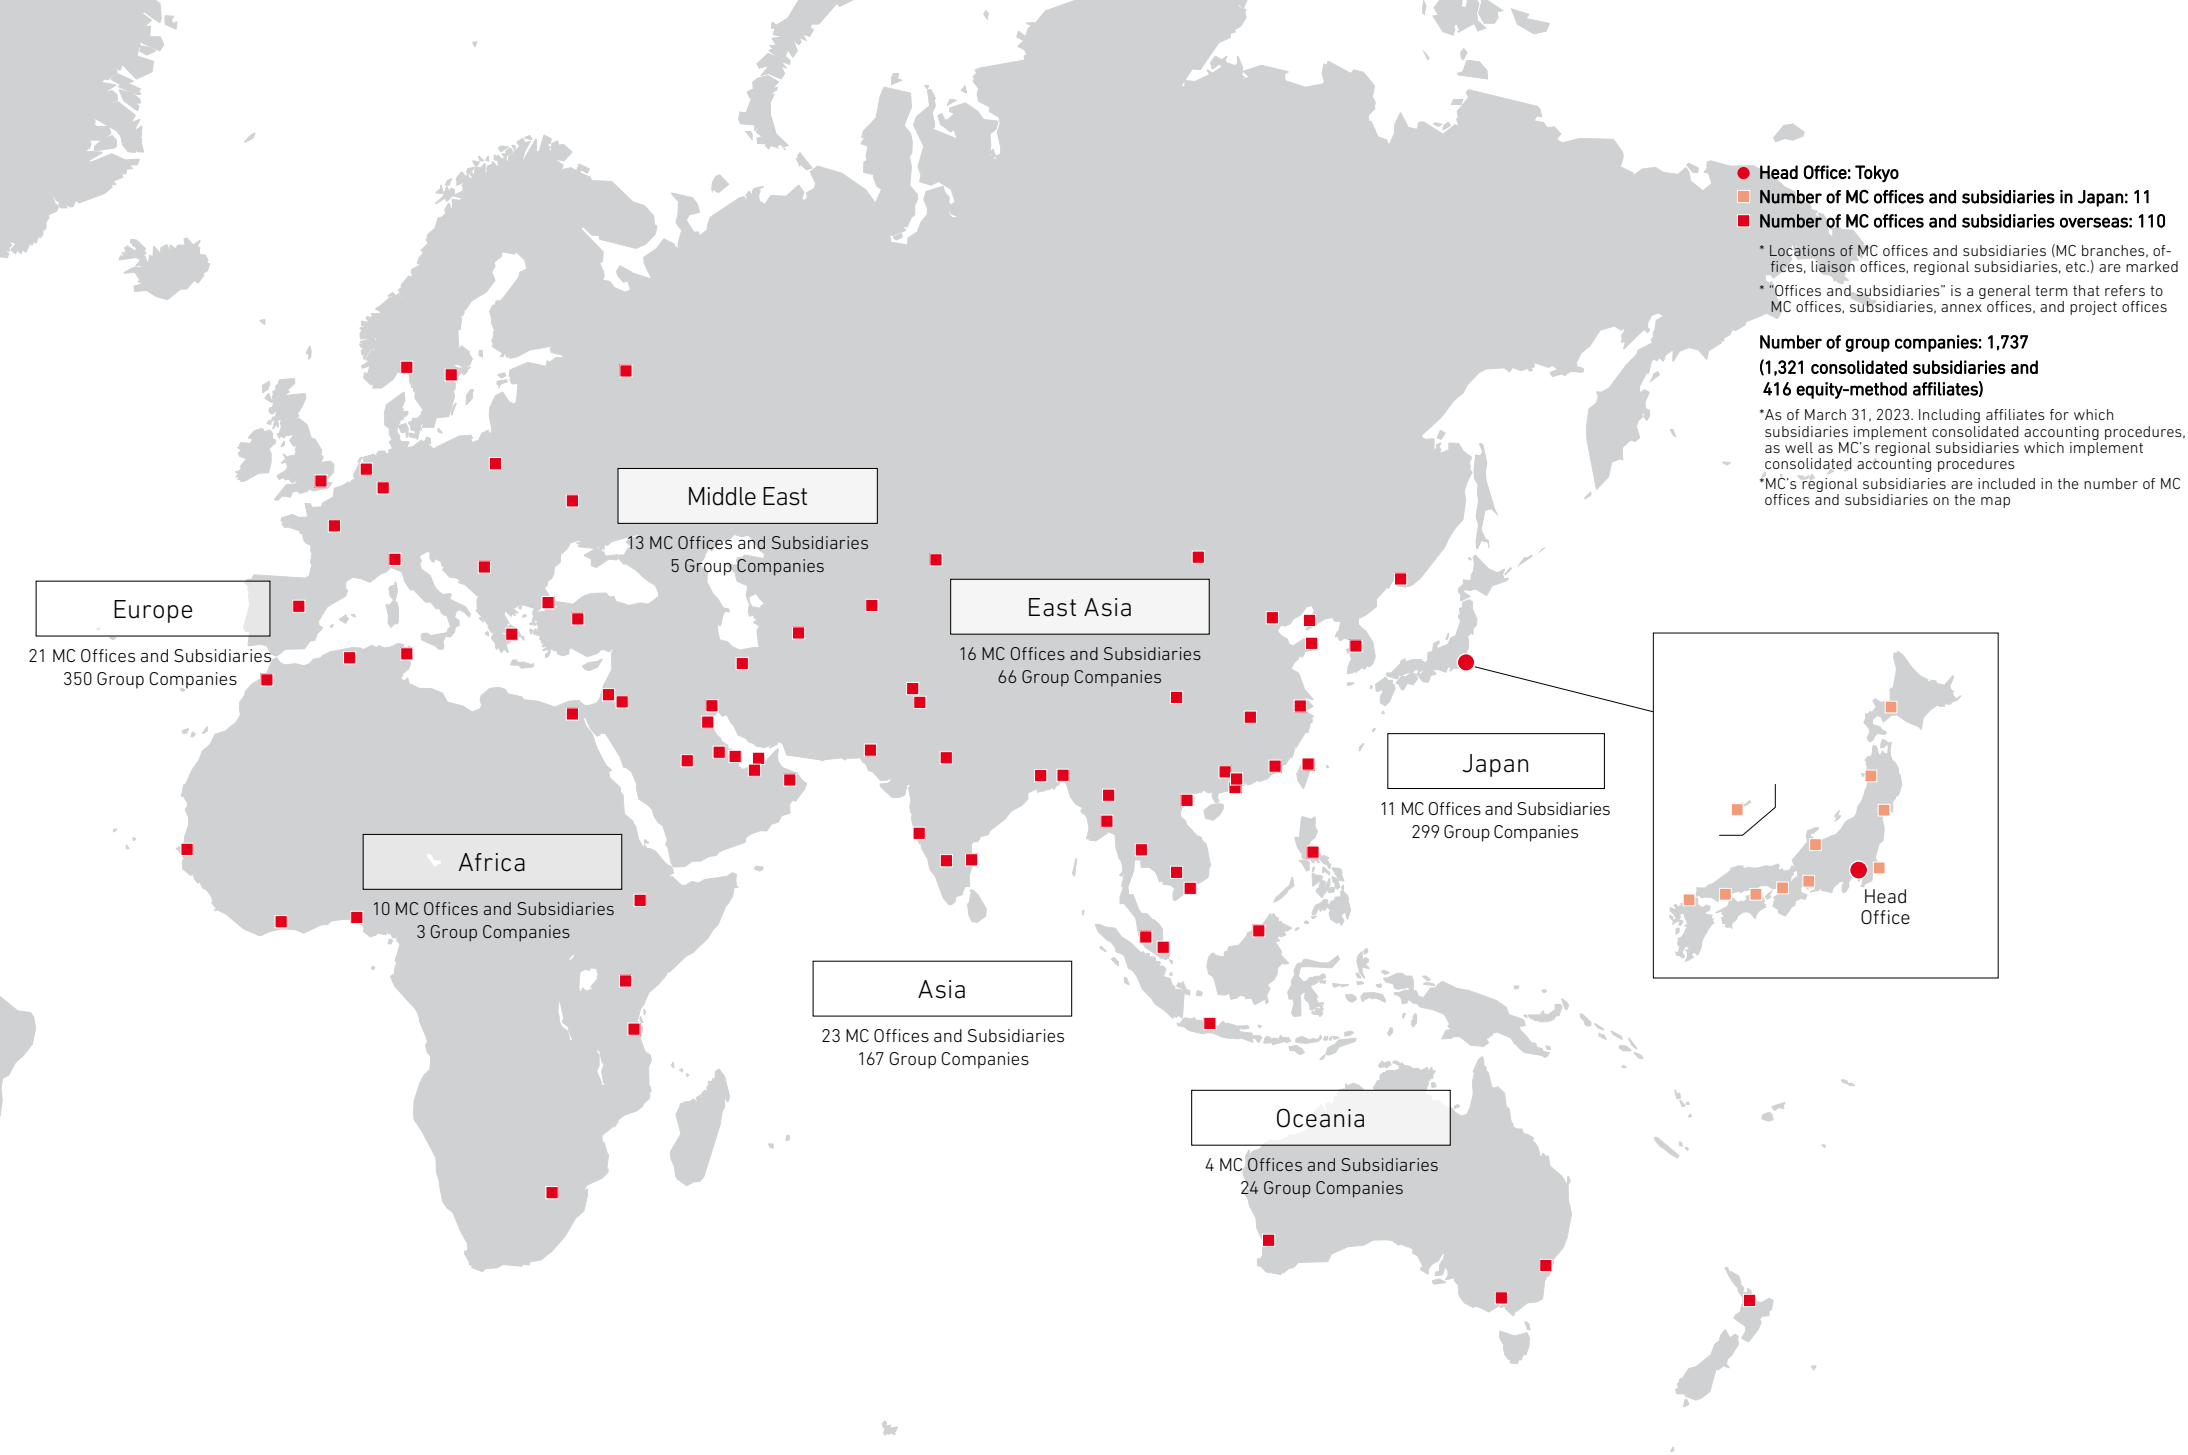 Head Office: Tokyo
Number of MC offices and subsidiaries in Japan: 11
Number of MC offices and subsidiaries overseas: 110
* Locations of MC offices and subsidiaries (MC branches, of-
fices, liaison offices, regional subsidiaries, etc.) are marked
* “Offices and subsidiaries” is a general term that refers to
MC offices, subsidiaries, annex offices, and project offices
Number of group companies: 1,737
(1,321 consolidated subsidiaries and
416 equity-method affiliates)
*As of March 31, 2023. Including affiliates for which
subsidiaries implement consolidated accounting procedures,
as well as MC’s regional subsidiaries which implement
consolidated accounting procedures
*MC’s regional subsidiaries are included in the number of MC
offices and subsidiaries on the map
Middle East
13 MC Offices and Subsidiaries
5 Group Companies
Europe
21 MC Offices and Subsidiaries
350 Group Companies
East Asia
16 MC Offices and Subsidiaries
66 Group Companies
Japan
11 MC Offices and Subsidiaries
299 Group Companies
Head
Office
Africa
10 MC Offices and Subsidiaries
3 Group Companies
Asia
23 MC Offices and Subsidiaries
167 Group Companies
Oceania
4 MC Offices and Subsidiaries
24 Group Companies